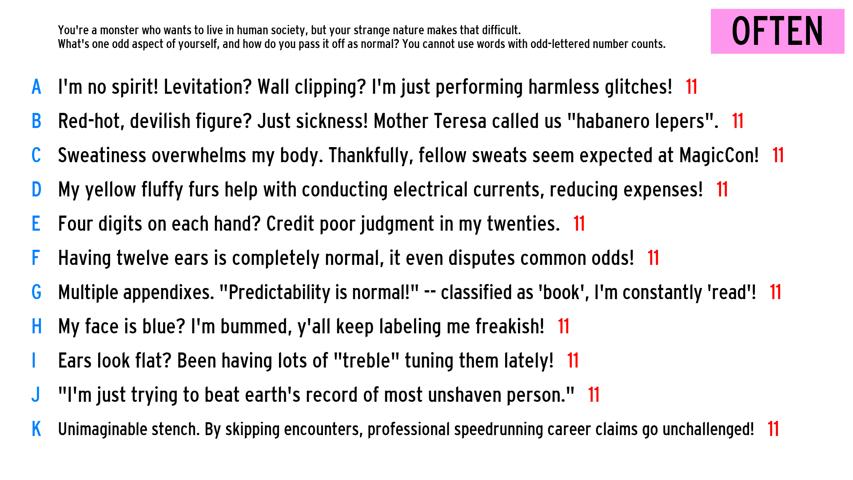 You're a monster who wants to live in human society, but your strange nature makes that difficult.
What's one odd aspect of yourself, and how do you pass it off as normal? You cannot use words with odd-lettered number counts.
OFTEN
A I'm no spirit! Levitation? Wall clipping? I'm just performing harmless glitches! 11
B Red-hot, devilish figure? Just sickness! Mother Teresa called us "habanero lepers". 11
C Sweatiness overwhelms my body. Thankfully, fellow sweats seem expected at MagicCon! 11
D My yellow fluffy furs help with conducting electrical currents, reducing expenses! 11
E Four digits on each hand? Credit poor judgment in my twenties. 11
F Having twelve ears is completely normal, it even disputes common odds! 11
G Multiple appendixes. "Predictability is normal!" -- classified as 'book', I'm constantly 'read'! 11
H My face is blue? I'm bummed, y'all keep labeling me freakish! 11
I Ears look flat? Been having lots of "treble" tuning them lately! 11
J "I'm just trying to beat earth's record of most unshaven person." 11
K Unimaginable stench. By skipping encounters, professional speedrunning career claims go unchallenged! 11